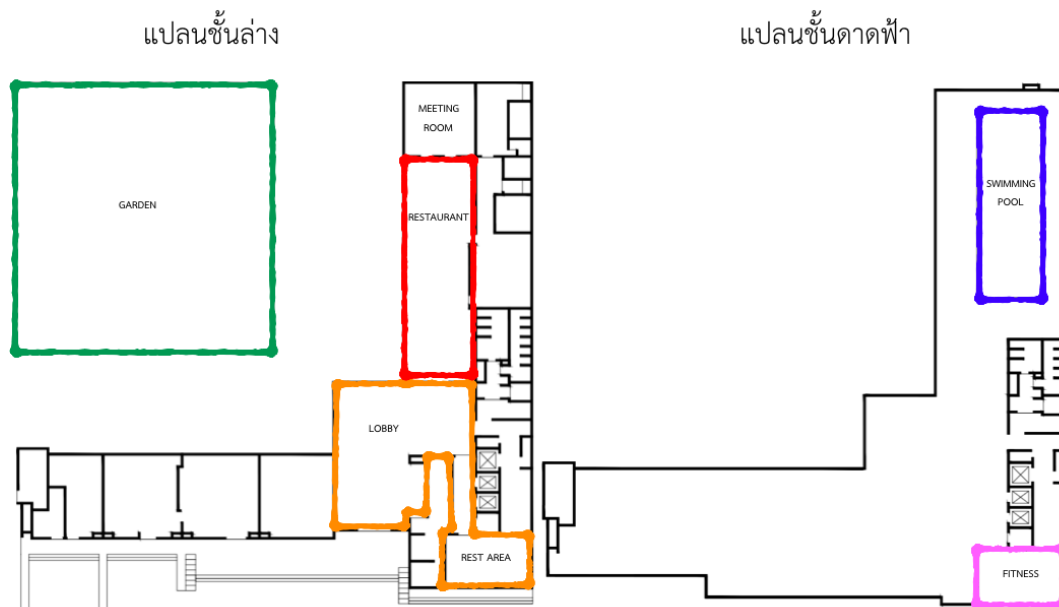 แปลนชั้นล่าง
แปลนชั้นดาดฟ้า
MEETING
ROOM
GARDEN
RESTAURANT
SWIMMING
POOL
LOBBY
REST AREA
FITNESS